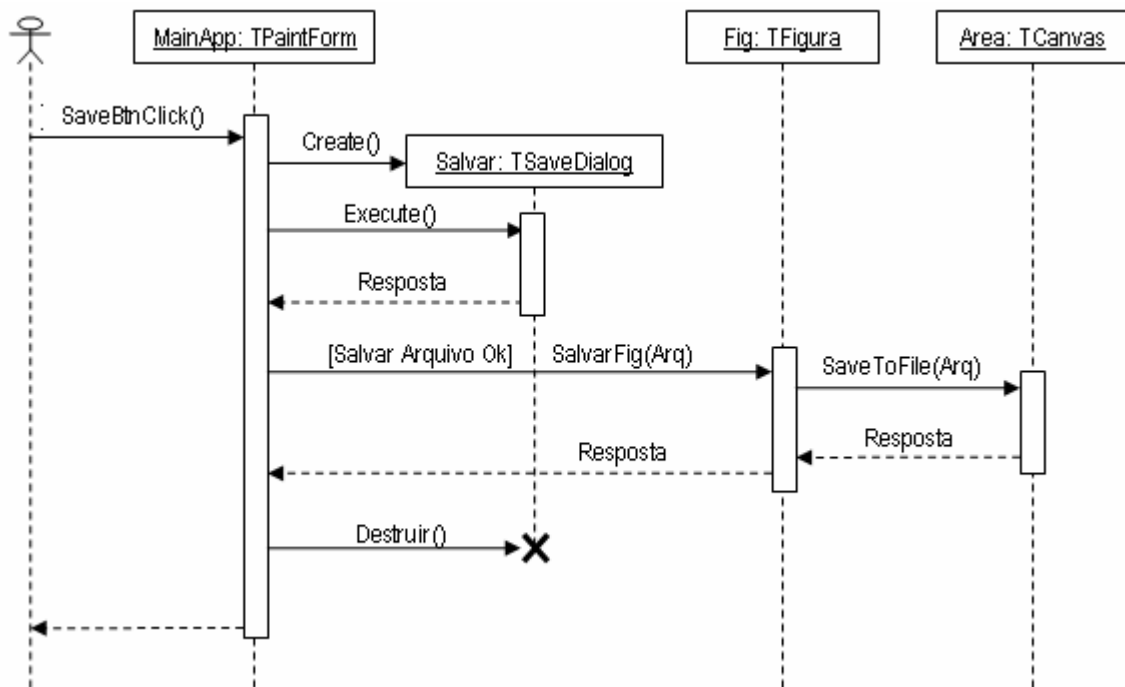 MainApp: TPaintForm
Fig: TFigura
Area: TCanvas
SaveBtnClick()
Create()
Salvar: TSaveDialog
Execute()
Resposta
[Salvar Arquivo Ok] SalvarFig(Arq)
SaveToFile(Arq)
Resposta
Resposta
Destruir()